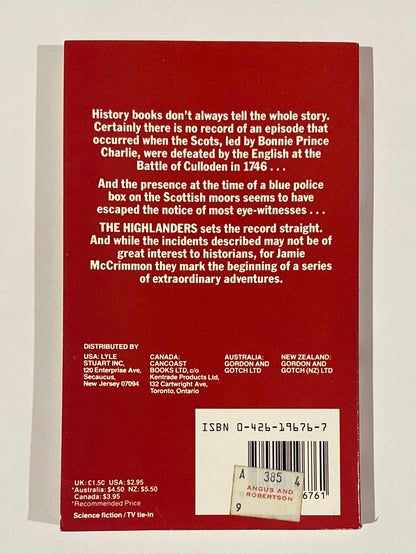 History books don't always tell the whole story.
Certainly there is no record of an episode that
occurred when the Scots, led by Bonnie Prince
Charlie, were defeated by the English at the
Battle of Culloden in 1746 . . .
And the presence at the time of a blue police
box on the Scottish moors seems to have
escaped the notice of most eye-witnesses . . .
THE HIGHLANDERS sets the record straight.
And while the incidents described may not be of
great interest to historians, for Jamie
McCrimmon they mark the beginning of a series
of extraordinary adventures.
DISTRIBUTED BY
USA: LYLE
STUART INC,
120 Enterprise Ave,
Secaucus,
New Jersey 07094
CANADA:
CANCOAST
BOOKS LTD, c/o
Kentrade Products Ltd,
132 Cartwright Ave,
Toronto, Ontario
AUSTRALIA:
GORDON AND
GOTCH LTD
NEW ZEALAND:
GORDON AND
GOTCH (NZ) LTD
ISBN 0-426-19676-7
A 385 4
ANGUS AND
ROBERTSON
9
6761
UK: £1.50 USA: $2.95
*Australia: $4.50 NZ: $5.50
Canada: $3.95
*Recommended Price
Science fiction/TV tie-in